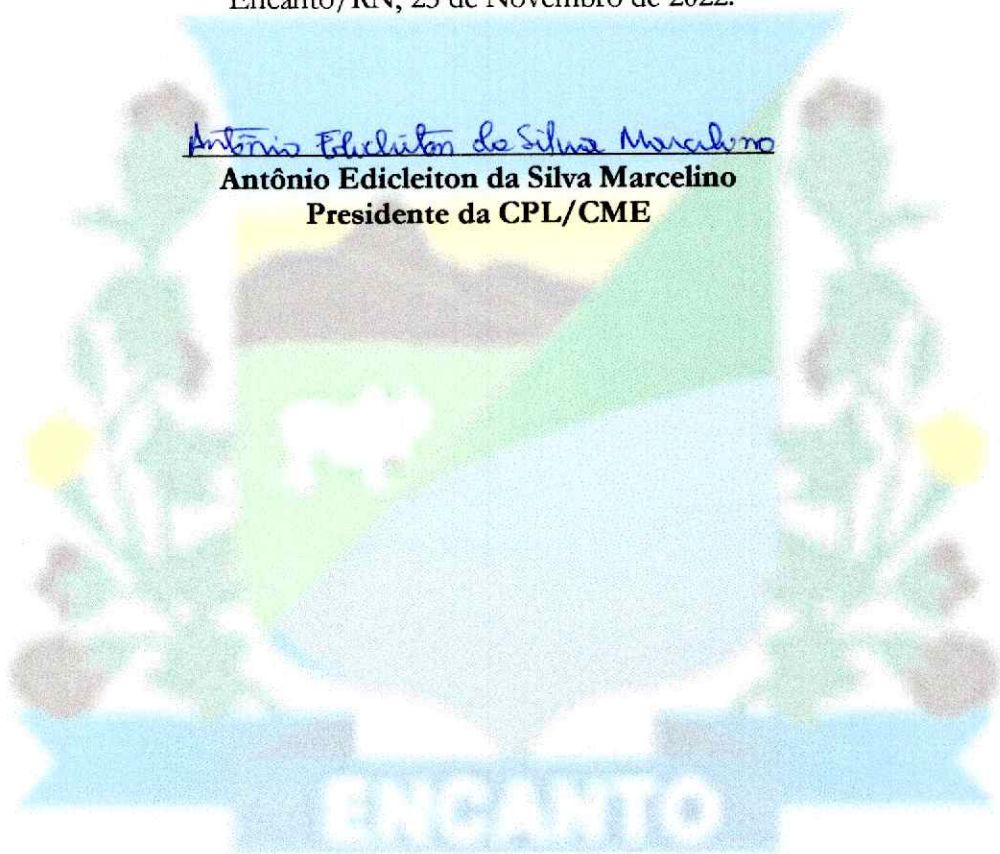 Encanto/RN, 23 de Novembro de 2022.
Antônio Edicleiton da Silva Marcelino
Antônio Edicleiton da Silva Marcelino
Presidente da CPL/CME
ENCANTO